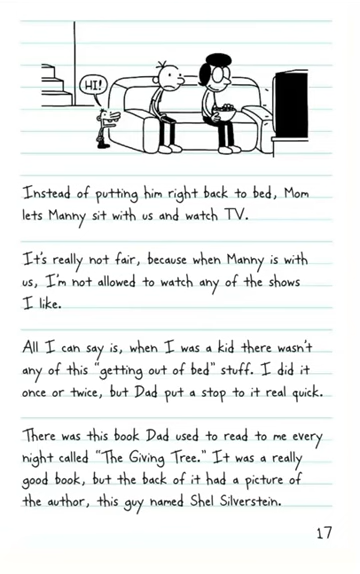 HI!
Instead of putting him right back to bed, Mom
lets Manny sit with us and watch TV.
It's really not fair, because when Manny is with
us, I'm not allowed to watch any of the shows
I like.
All I can say is, when I was a kid there wasn't
any of this "getting out of bed" stuff. I did it
once or twice, but Dad put a stop to it real quick.
There was this book Dad used to read to me every
night called "The Giving Tree." It was a really
good book, but the back of it had a picture of
the author, this guy named Shel Silverstein.
17